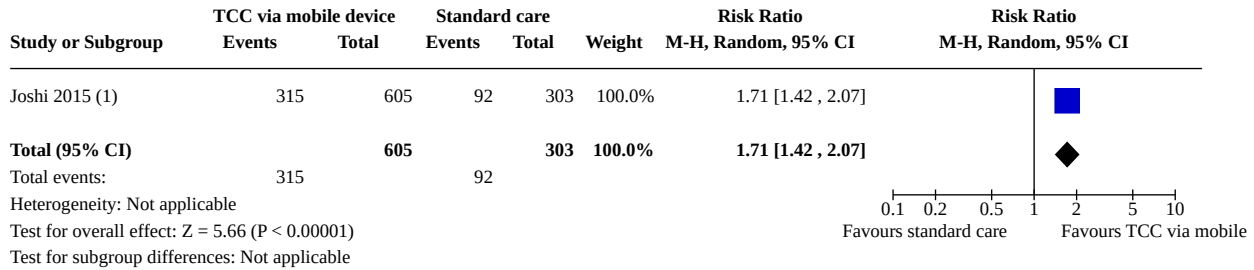 TCC via mobile device Standard care Risk Ratio Risk Ratio
Study or Subgroup Events Total Events Total Weight M-H, Random, 95% CI M-H, Random, 95% CI
Joshi 2015 (1) 315 605 92 303 100.0% 1.71 [1.42 , 2.07]
Total (95% CI) 605 303 100.0% 1.71 [1.42 , 2.07]
Total events: 315 92
Heterogeneity: Not applicable
0.1 0.2 0.5 1 2 5 10
Test for overall effect: Z = 5.66 (P < 0.00001)
Favours standard care Favours TCC via mobile
Test for subgroup differences: Not applicable